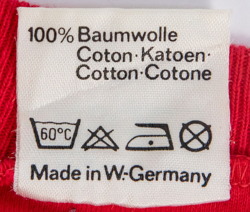 100% Baumwolle
Coton·Katoen·
Cotton·Cotone
60°C
Made in W.-Germany